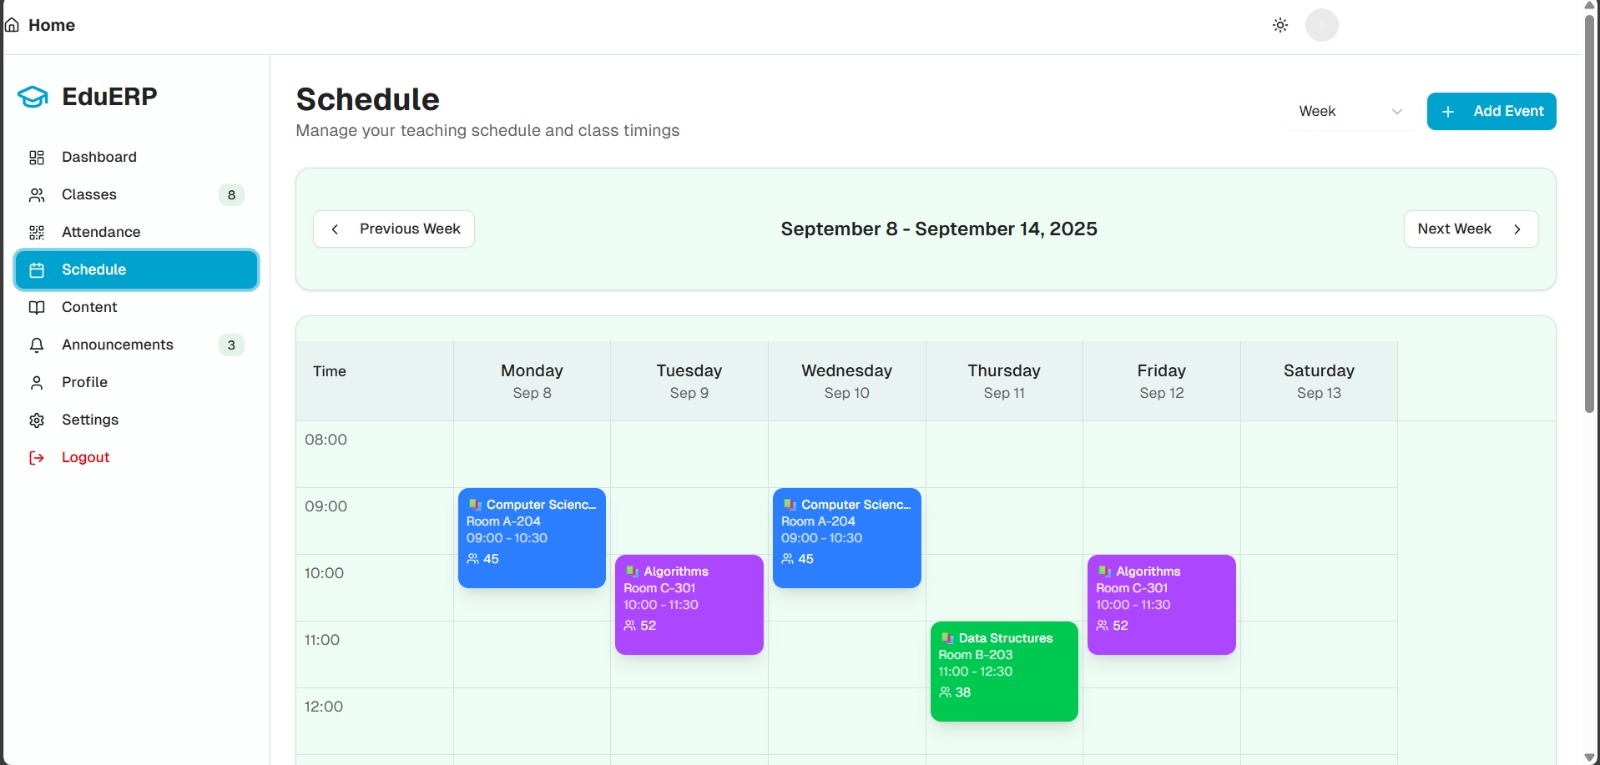 Home
EduERP
Dashboard
Classes 8
Attendance
Schedule
Content
Announcements 3
Profile
Settings
Logout
Schedule
Manage your teaching schedule and class timings
Week
Add Event
Previous Week
September 8 - September 14, 2025
Next Week
Time Monday Tuesday Wednesday Thursday Friday Saturday
Sep 8 Sep 9 Sep 10 Sep 11 Sep 12 Sep 13
08:00
09:00
10:00
11:00
12:00
Computer Scienc...
Room A-204
09:00 - 10:30
45
Algorithms
Room C-301
10:00 - 11:30
52
Computer Scienc...
Room A-204
09:00 - 10:30
45
Data Structures
Room B-203
11:00 - 12:30
38
Algorithms
Room C-301
10:00 - 11:30
52